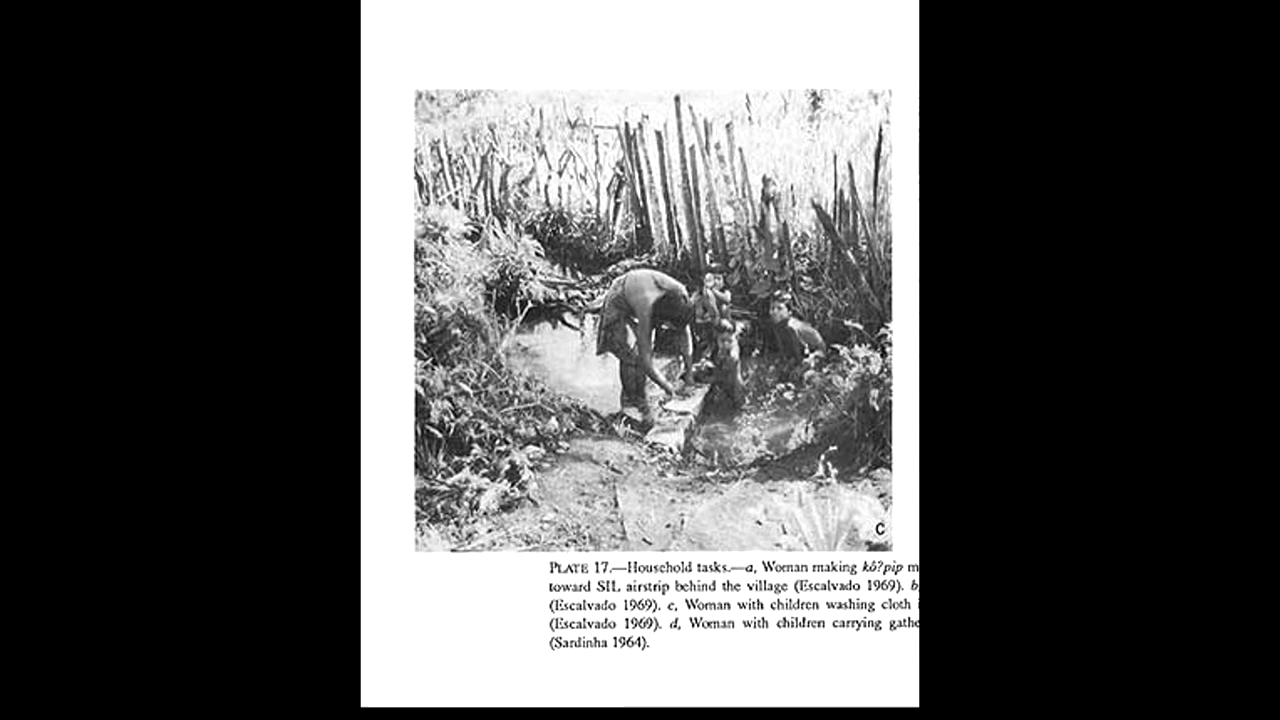 C
PLATE 17.—Household tasks.—a, Woman making kô?pip m
toward SIL airstrip behind the village (Escalvado 1969). b,
(Escalvado 1969). c, Woman with children washing cloth i
(Escalvado 1969). d, Woman with children carrying gathe
(Sardinha 1964).